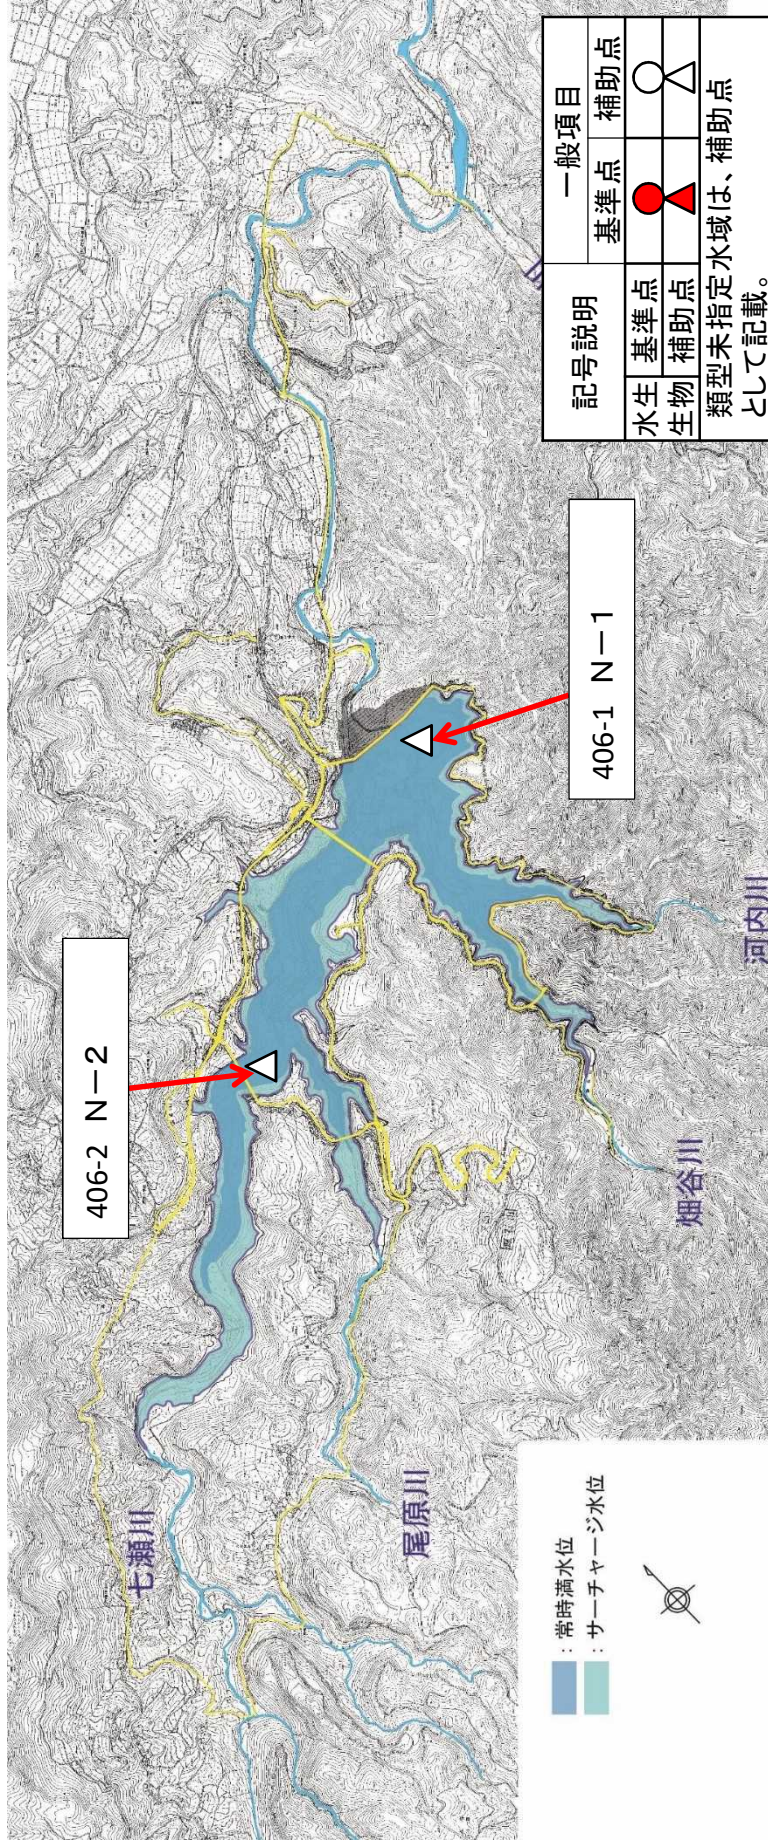 406-2 N－2
406-1 N－1
七瀬川
尾原川
畑谷川
河内川
：常時満水位
：サーチャージ水位
記号説明
一般項目
基準点
補助点
水生
生物
基準点
補助点
類型未指定水域は、補助点
として記載。